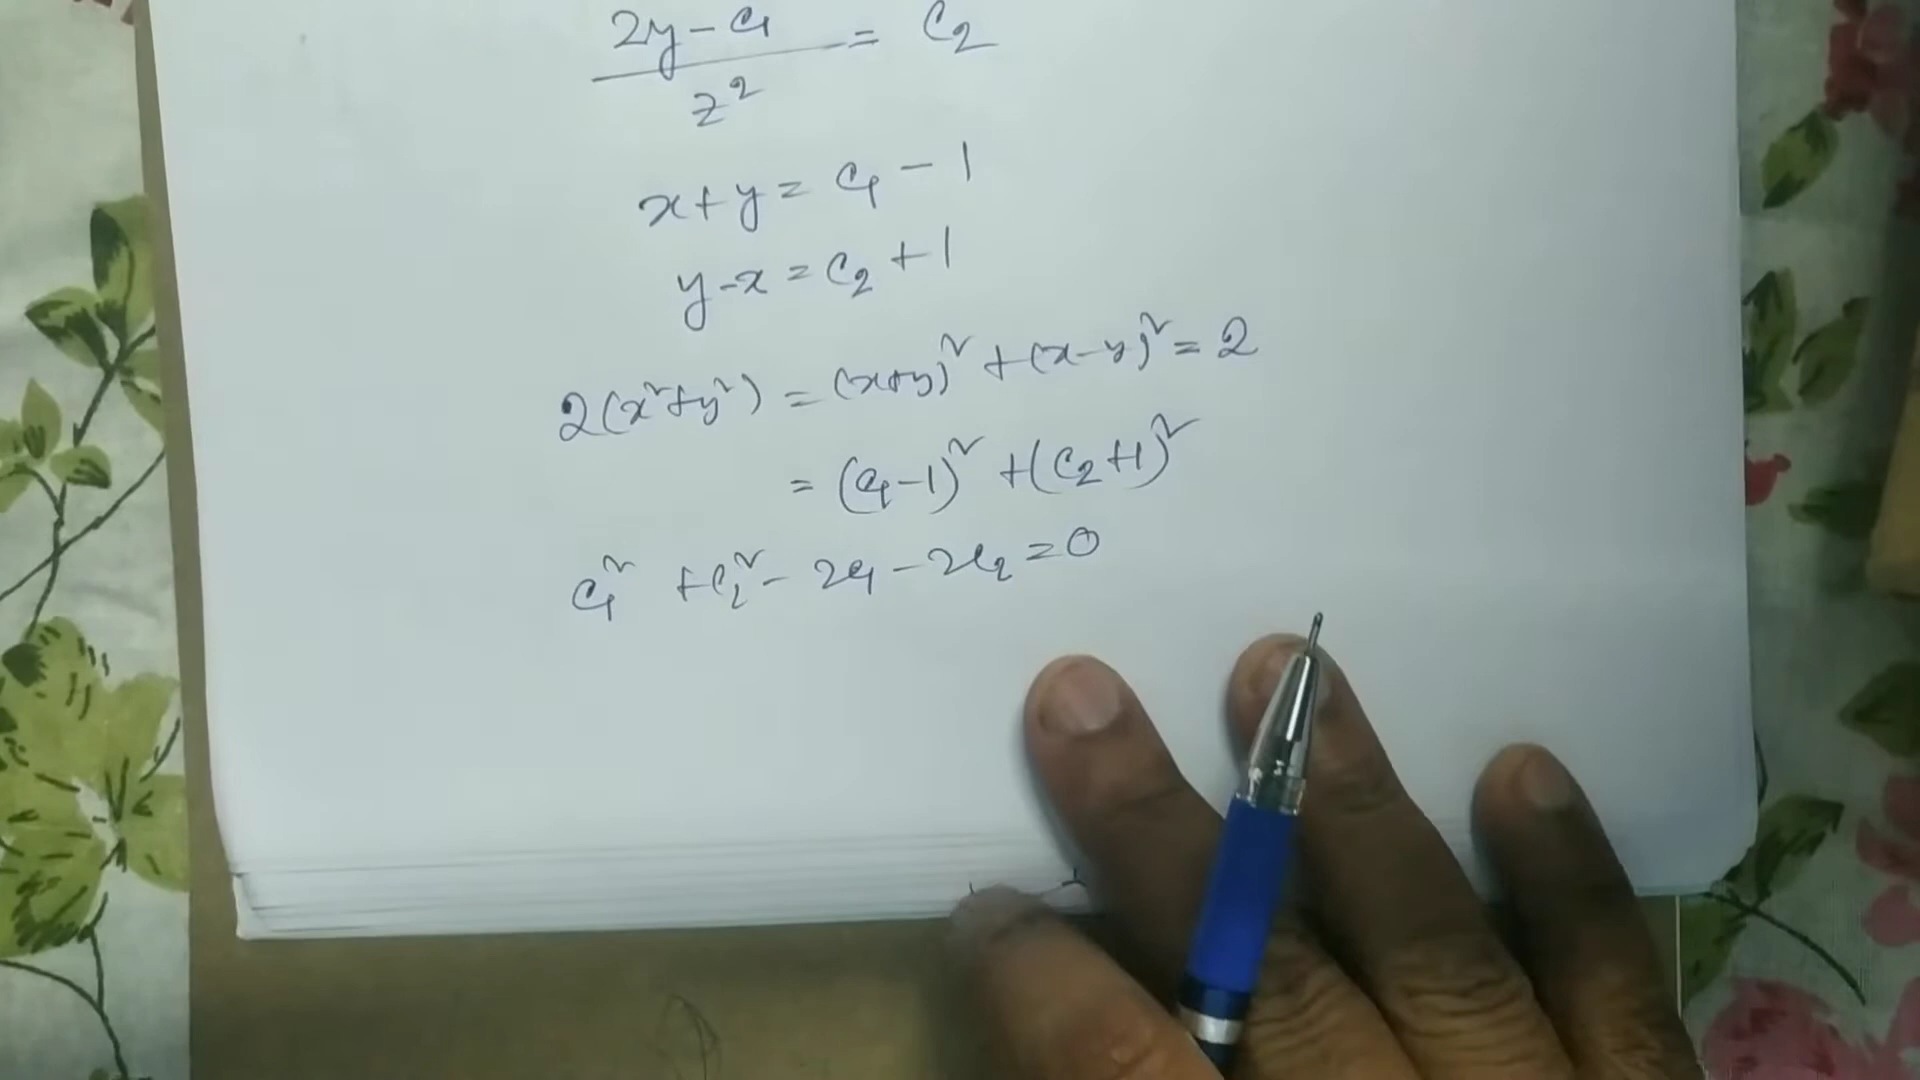 (2y - c₁)/z² = c₂
x + y = c₁ - 1
y - x = c₂ + 1
2(x² + y²) = (x+y)² + (x-y)² = 2
= (c₁ - 1)² + (c₂ + 1)²
c₁² + c₂² - 2c₁ - 2c₂ = 0